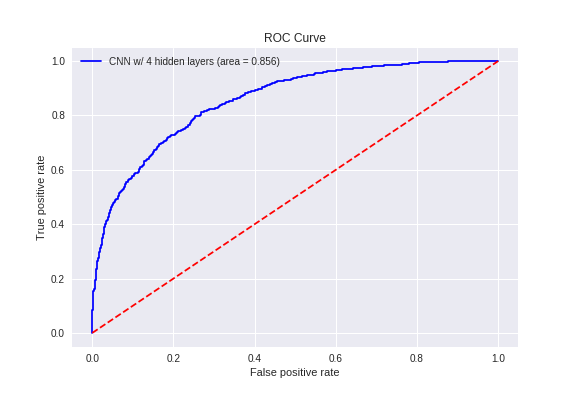 ROC Curve
CNN w/ 4 hidden layers (area = 0.856)
True positive rate
1.0
0.8
0.6
0.4
0.2
0.0
0.0 0.2 0.4 0.6 0.8 1.0
False positive rate